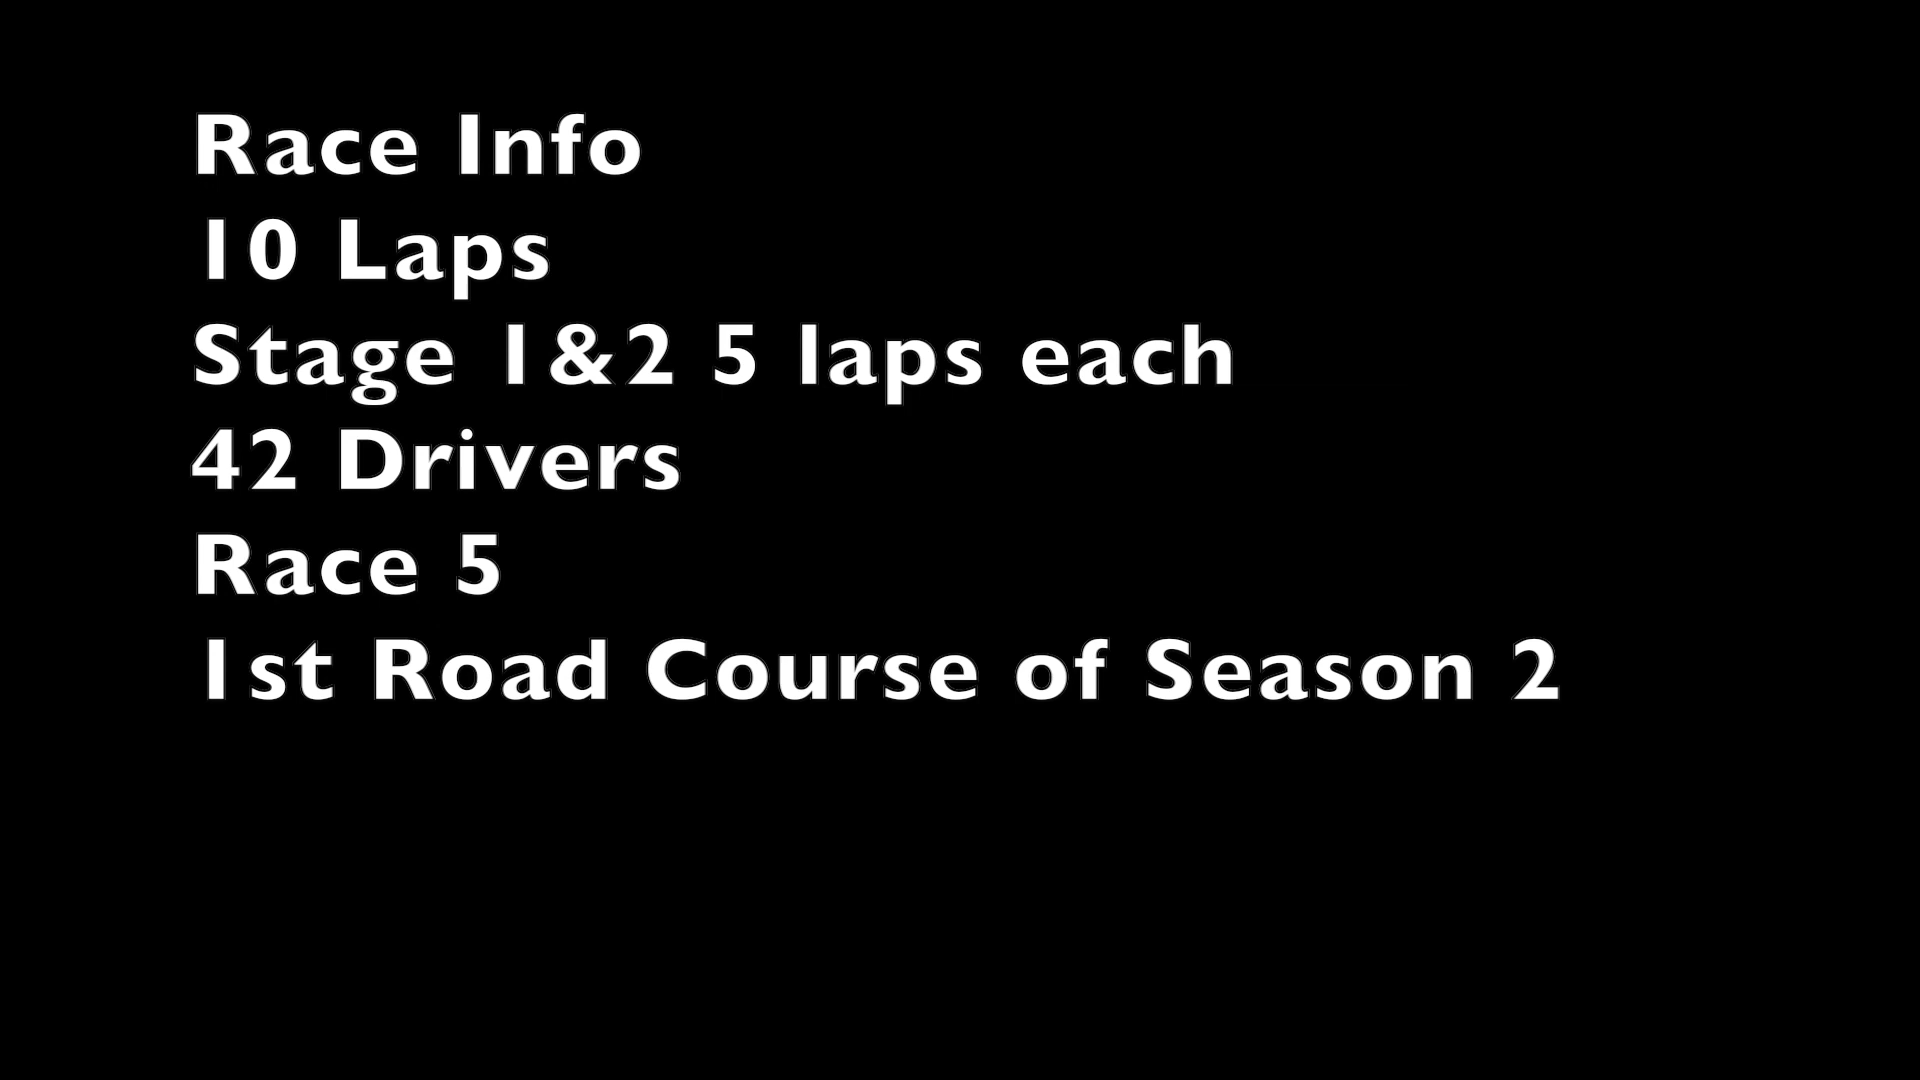 Race Info
10 Laps
Stage 1&2 5 laps each
42 Drivers
Race 5
1st Road Course of Season 2